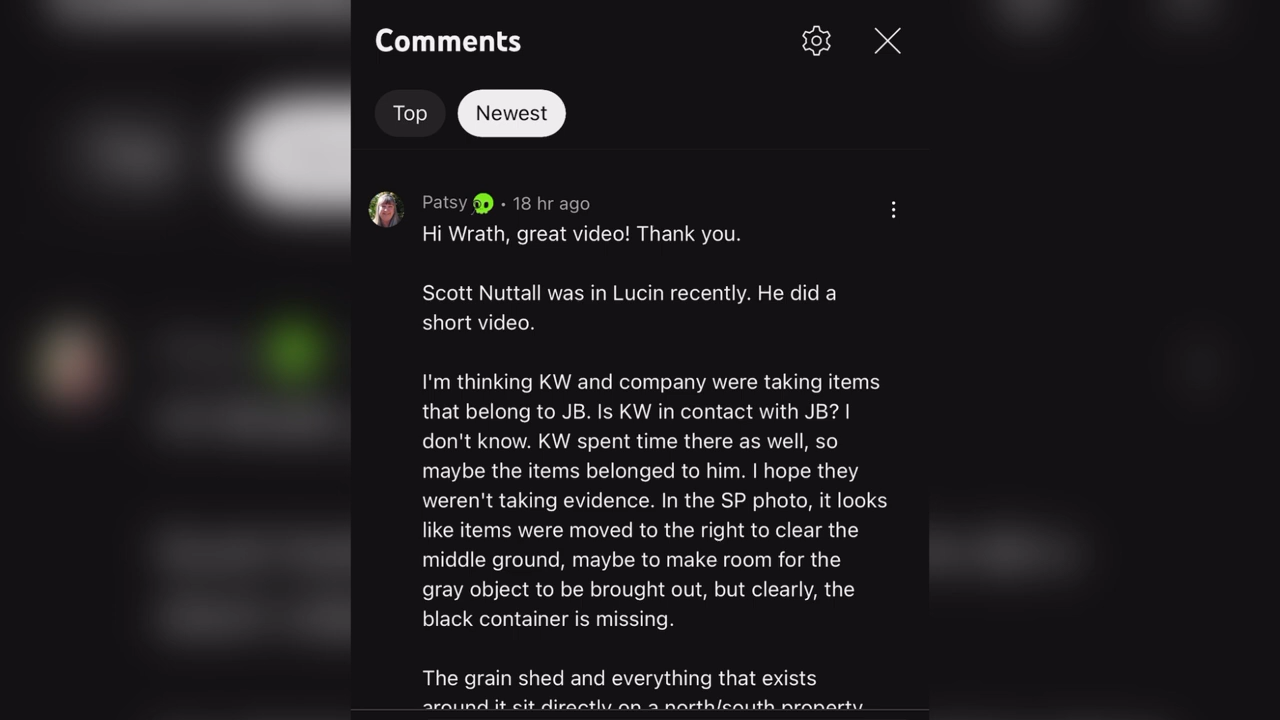 Comments
Top
Newest
Patsy • 18 hr ago
Hi Wrath, great video! Thank you.
Scott Nuttall was in Lucin recently. He did a
short video.
I'm thinking KW and company were taking items
that belong to JB. Is KW in contact with JB? I
don't know. KW spent time there as well, so
maybe the items belonged to him. I hope they
weren't taking evidence. In the SP photo, it looks
like items were moved to the right to clear the
middle ground, maybe to make room for the
gray object to be brought out, but clearly, the
black container is missing.
The grain shed and everything that exists
around it sit directly on a north/south property